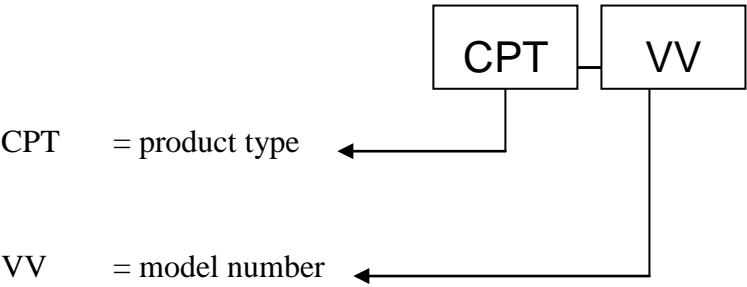 CPT VV
CPT = product type
VV = model number